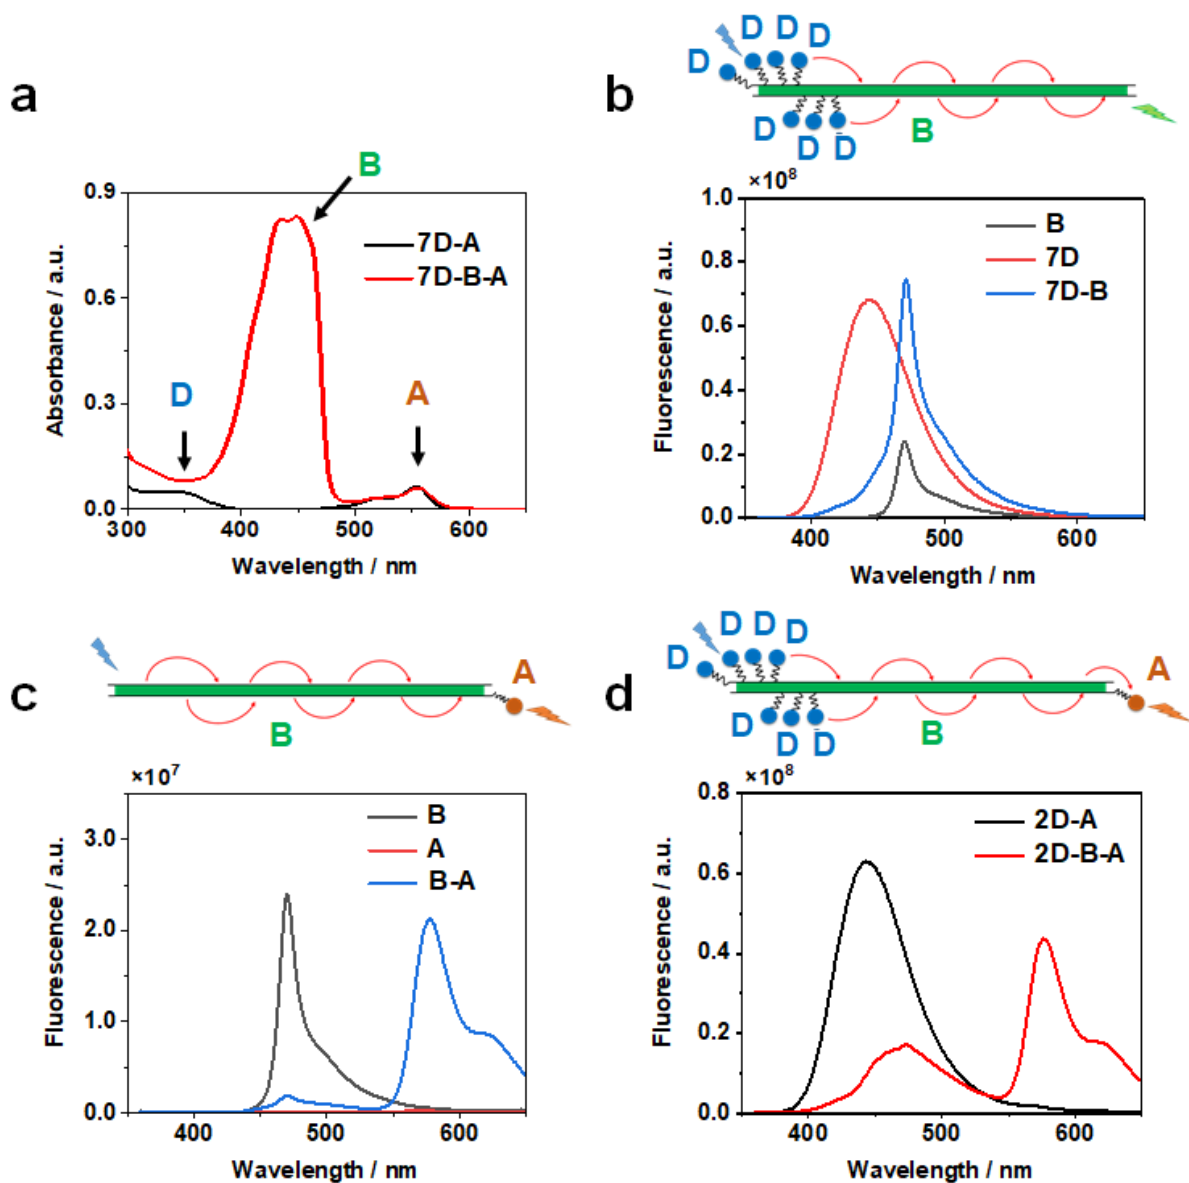 a
B
0.9
0.6
0.3
0.0
300
400
500
600
7D-A
7D-B-A
D
A
Absorbance / a.u.
Wavelength / nm
b
D
D
D
D
D
D
D
B
×10⁸
1.0
0.8
0.6
0.4
0.2
0.0
400
500
600
B
7D
7D-B
Fluorescence / a.u.
Wavelength / nm
c
A
B
×10⁷
3.0
2.0
1.0
0.0
400
500
600
B
A
B-A
Fluorescence / a.u.
Wavelength / nm
d
D
D
D
D
D
D
D
B
A
×10⁸
0.8
0.6
0.4
0.2
0.0
400
500
600
2D-A
2D-B-A
Fluorescence / a.u.
Wavelength / nm